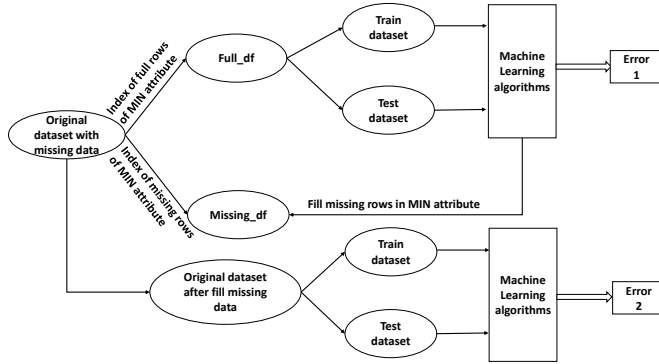 Original
dataset with
missing data
Index of full rows
of MIN attribute
Index of missing rows
of MIN attribute
Full_df
Train
dataset
Test
dataset
Machine
Learning
algorithms
Error
1
Missing_df
Fill missing rows in MIN attribute
Original dataset
after fill missing
data
Train
dataset
Test
dataset
Machine
Learning
algorithms
Error
2